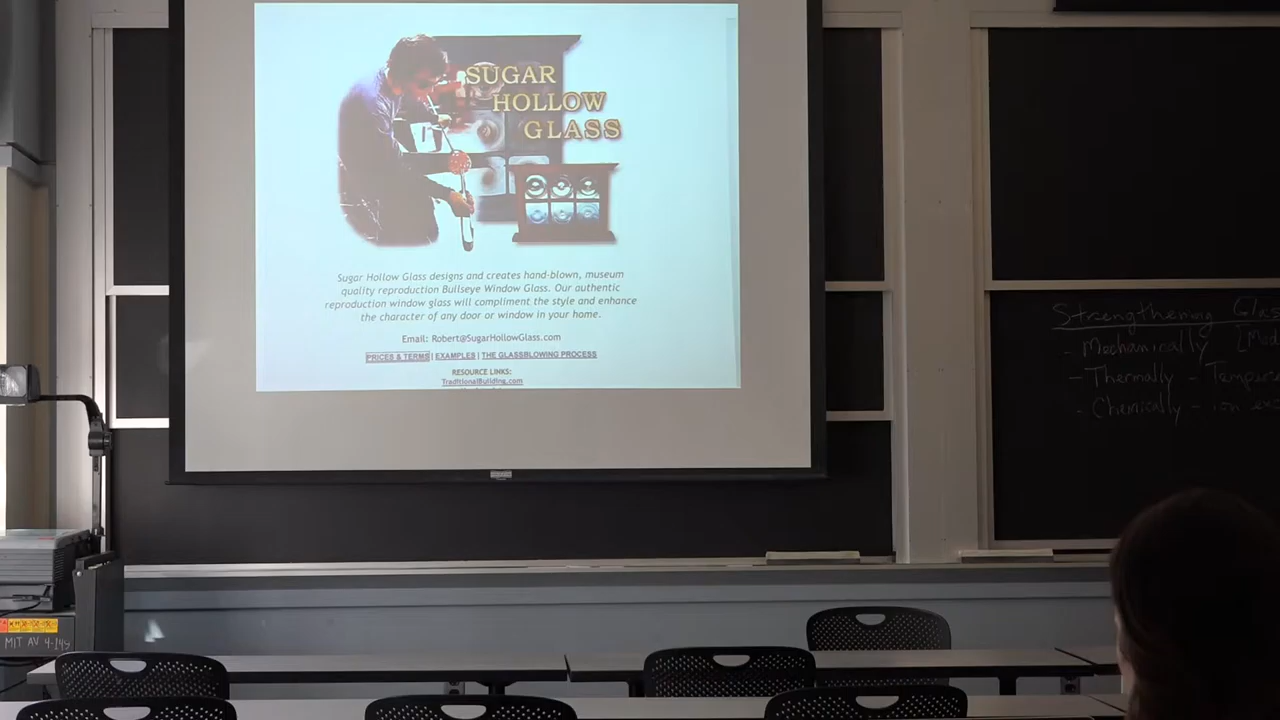 SUGAR
HOLLOW
GLASS
Sugar Hollow Glass designs and creates hand-blown, museum
quality reproduction Bullseye Window Glass. Our authentic
reproduction window glass will compliment the style and enhance
the character of any door or window in your home.
Email: Robert@SugarHollowGlass.com
PRICES & TERMS | EXAMPLES | THE GLASSBLOWING PROCESS
RESOURCE LINKS:
TraditionalBuilding.com
Strengthening Glas
- Mechanically [Mod
- Thermally - Temper
- Chemically - ion ex
MIT AV 4-145